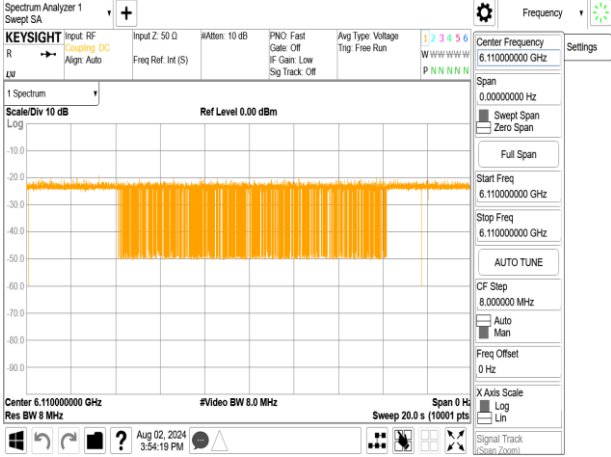 Spectrum Analyzer 1
Swept SA
+
Frequency
KEYSIGHT
R
LXI
Input: RF
Coupling: DC
Align: Auto
Input Z: 50 Ω
Freq Ref: Int (S)
#Atten: 10 dB
PNO: Fast
Gate: Off
IF Gain: Low
Sig Track: Off
Avg Type: Voltage
Trig: Free Run
1 2 3 4 5 6
W W W W W W
P N N N N N
1 Spectrum
Scale/Div 10 dB
Ref Level 0.00 dBm
Log
-10.0
-20.0
-30.0
-40.0
-50.0
-60.0
-70.0
-80.0
-90.0
Center 6.110000000 GHz
#Video BW 8.0 MHz
Span 0 Hz
Res BW 8 MHz
Sweep 20.0 s (10001 pts
Aug 02, 2024
3:54:19 PM
?
Center Frequency
6.110000000 GHz
Settings
Span
0.00000000 Hz
Swept Span
Zero Span
Full Span
Start Freq
6.110000000 GHz
Stop Freq
6.110000000 GHz
AUTO TUNE
CF Step
8.000000 MHz
Auto
Man
Freq Offset
0 Hz
X Axis Scale
Log
Lin
Signal Track
(Span Zoom)